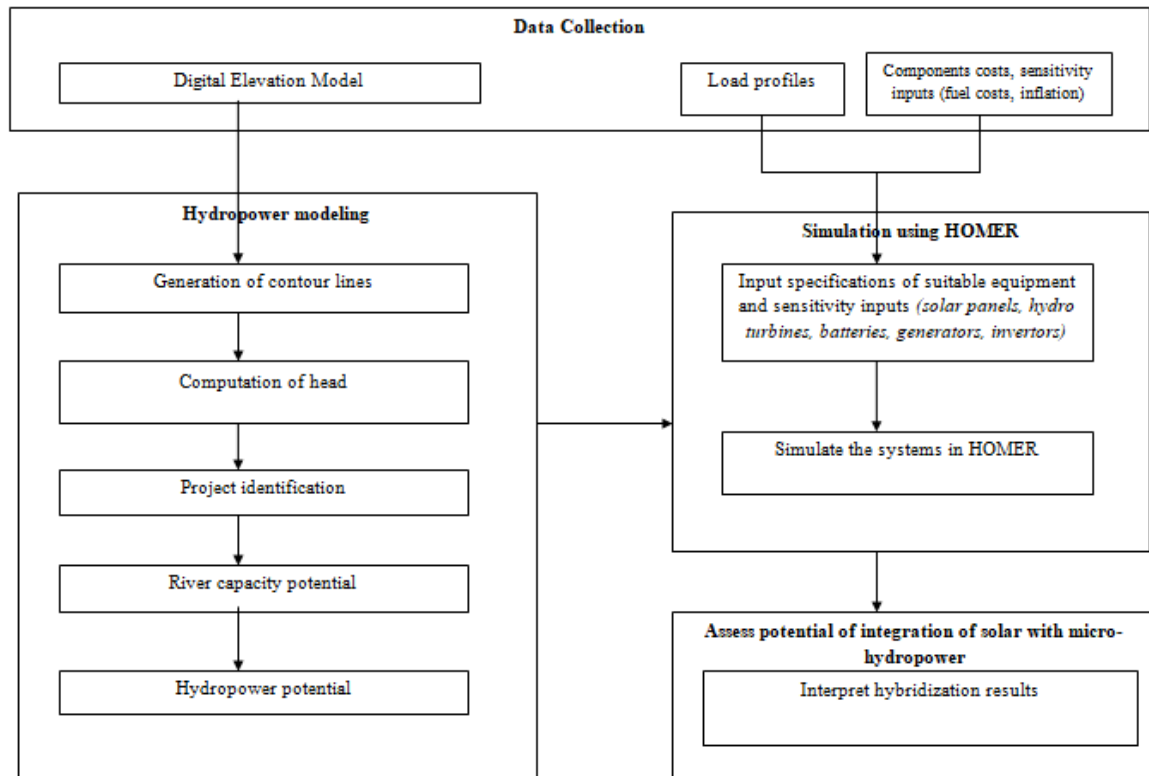 Data Collection
Digital Elevation Model
Load profiles
Components costs, sensitivity
inputs (fuel costs, inflation)
Hydropower modeling
Generation of contour lines
Computation of head
Project identification
River capacity potential
Hydropower potential
Simulation using HOMER
Input specifications of suitable equipment
and sensitivity inputs (solar panels, hydro
turbines, batteries, generators, invertors)
Simulate the systems in HOMER
Assess potential of integration of solar with micro-
hydropower
Interpret hybridization results